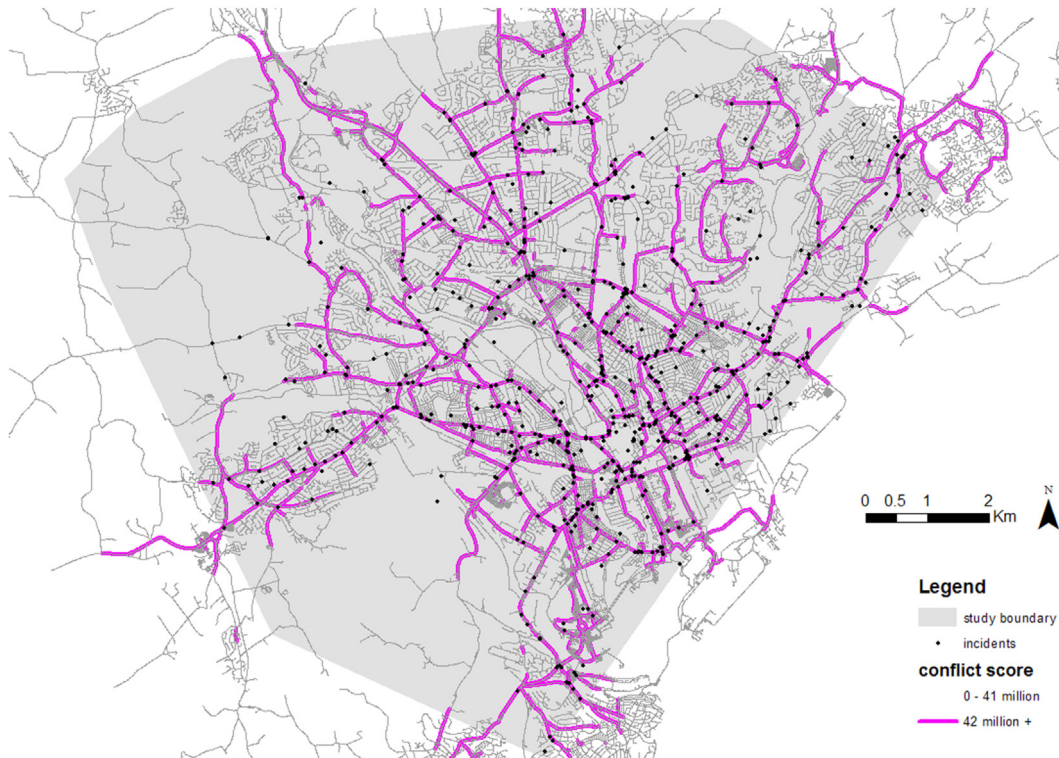 N
0 0.5 1 2
Km
Legend
study boundary
incidents
conflict score
0 - 41 million
42 million +